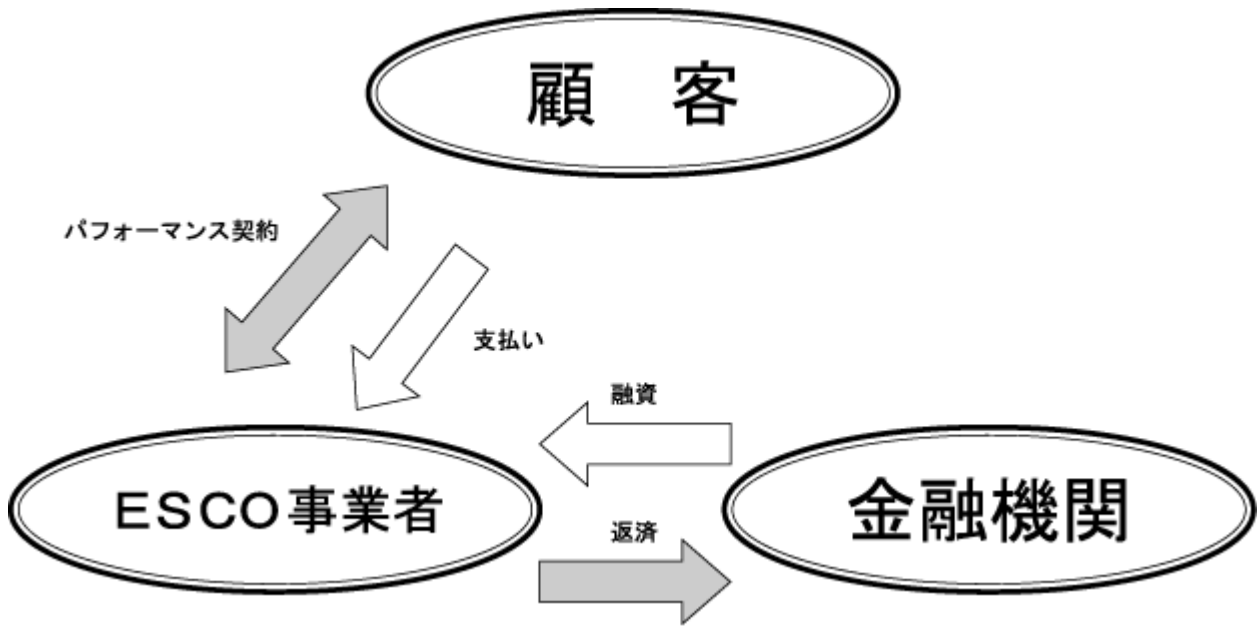 顧　客
パフォーマンス契約
支払い
融資
ＥＳＣＯ事業者
金融機関
返済